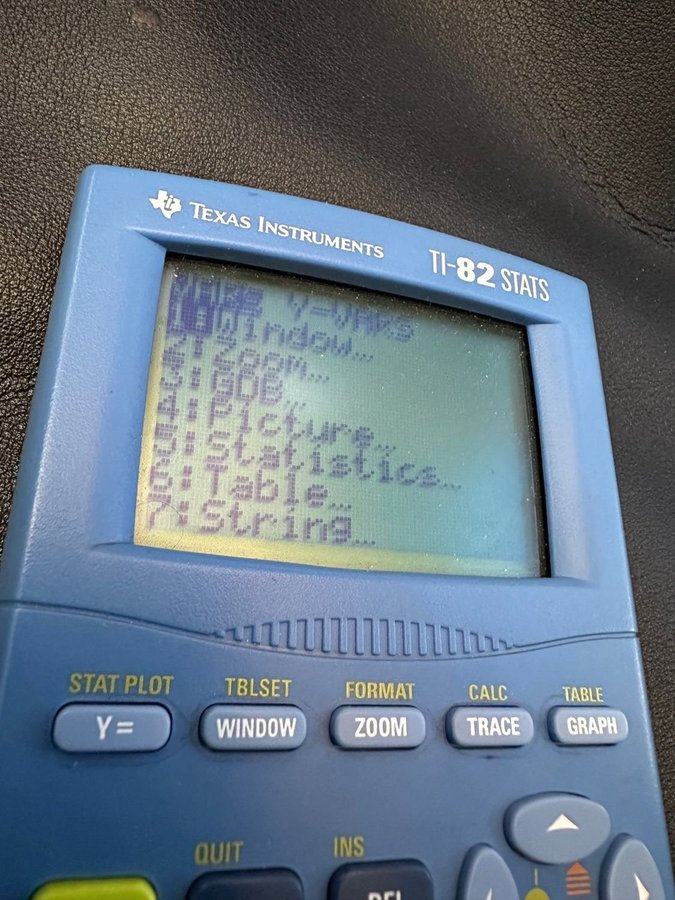 TEXAS INSTRUMENTS
TI-82 STATS
VARS Y-VARS
1:Window…
2:Zoom…
3:GDB…
4:Picture…
5:Statistics…
6:Table…
7:String…
STAT PLOT TBLSET FORMAT CALC TABLE
Y= WINDOW ZOOM TRACE GRAPH
QUIT INS
DEL